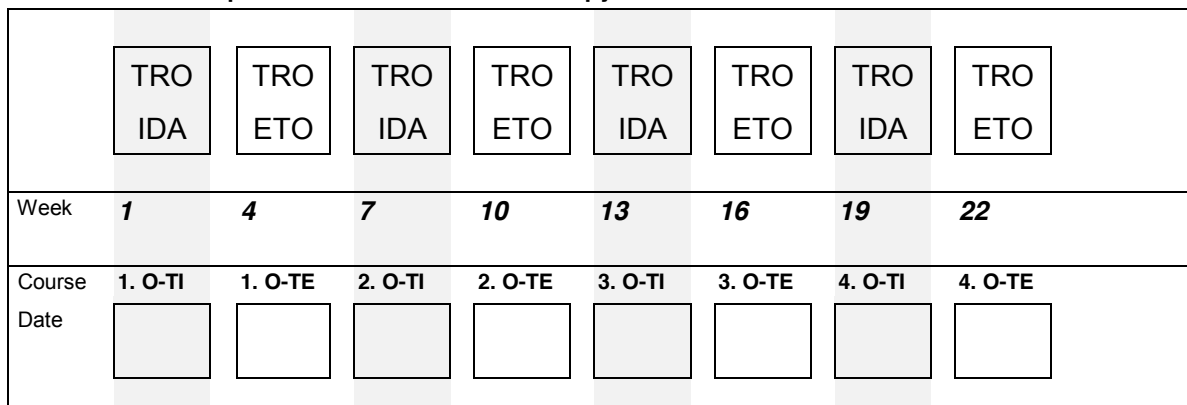 TRO TRO TRO TRO TRO TRO TRO TRO
IDA ETO IDA ETO IDA ETO IDA ETO
Week 1 4 7 10 13 16 19 22
Course 1. O-TI 1. O-TE 2. O-TI 2. O-TE 3. O-TI 3. O-TE 4. O-TI 4. O-TE
Date